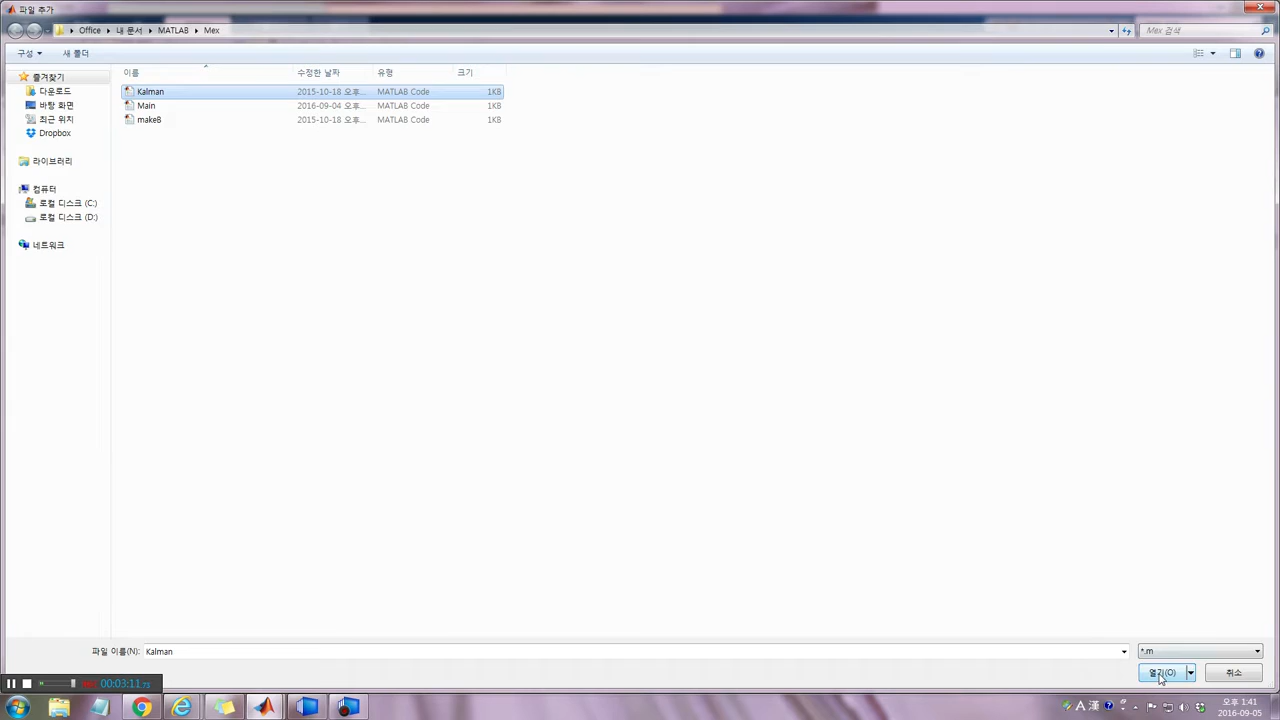 파일 추가
Office 내 문서 MATLAB Mex
Mex 검색
구성 새 폴더
이름 수정한 날짜 유형 크기
즐겨찾기
다운로드
바탕 화면
최근 위치
Dropbox
라이브러리
컴퓨터
로컬 디스크 (C:)
로컬 디스크 (D:)
네트워크
Kalman 2015-10-18 오후... MATLAB Code 1KB
Main 2016-09-04 오후... MATLAB Code 1KB
makeB 2015-10-18 오후... MATLAB Code 1KB
파일 이름(N): Kalman *.m
열기(O) 취소
00:03:11.73
A 漢 오후 1:41
2016-09-05